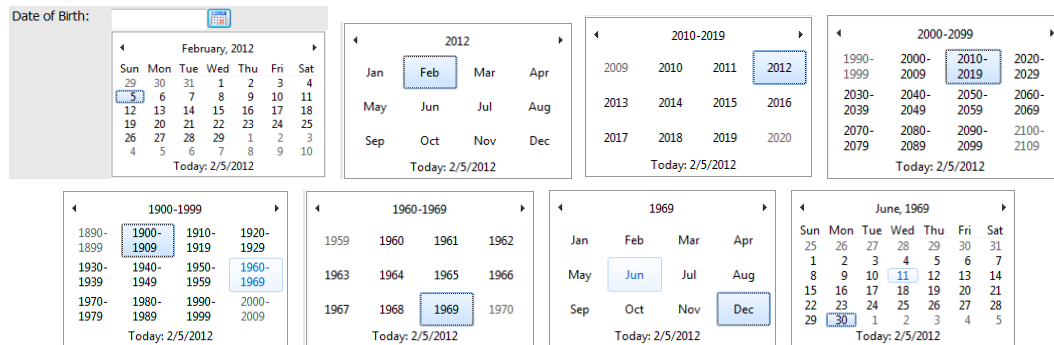 Date of Birth:
February, 2012
Sun Mon Tue Wed Thu Fri Sat
29 30 31 1 2 3 4
5 6 7 8 9 10 11
12 13 14 15 16 17 18
19 20 21 22 23 24 25
26 27 28 29 1 2 3
4 5 6 7 8 9 10
Today: 2/5/2012
2012
Jan Feb Mar Apr
May Jun Jul Aug
Sep Oct Nov Dec
Today: 2/5/2012
2010-2019
2009 2010 2011 2012
2013 2014 2015 2016
2017 2018 2019 2020
Today: 2/5/2012
2000-2099
1990- 2000- 2010- 2020-
1999 2009 2019 2029
2030- 2040- 2050- 2060-
2039 2049 2059 2069
2070- 2080- 2090- 2100-
2079 2089 2099 2109
Today: 2/5/2012
1900-1999
1890- 1900- 1910- 1920-
1899 1909 1919 1929
1930- 1940- 1950- 1960-
1939 1949 1959 1969
1970- 1980- 1990- 2000-
1979 1989 1999 2009
Today: 2/5/2012
1960-1969
1959 1960 1961 1962
1963 1964 1965 1966
1967 1968 1969 1970
Today: 2/5/2012
1969
Jan Feb Mar Apr
May Jun Jul Aug
Sep Oct Nov Dec
Today: 2/5/2012
June, 1969
Sun Mon Tue Wed Thu Fri Sat
25 26 27 28 29 30 31
1 2 3 4 5 6 7
8 9 10 11 12 13 14
15 16 17 18 19 20 21
22 23 24 25 26 27 28
29 30 1 2 3 4 5
Today: 2/5/2012